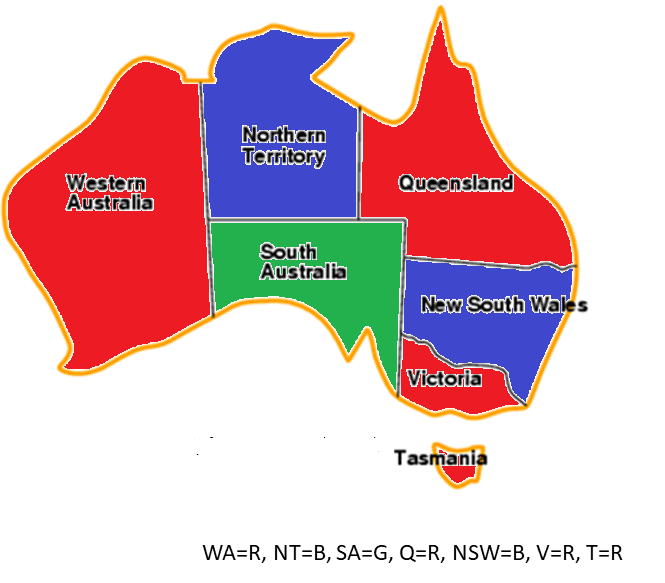 Northern
Territory
Western
Australia
Queensland
South
Australia
New South Wales
Victoria
Tasmania
WA=R, NT=B, SA=G, Q=R, NSW=B, V=R, T=R